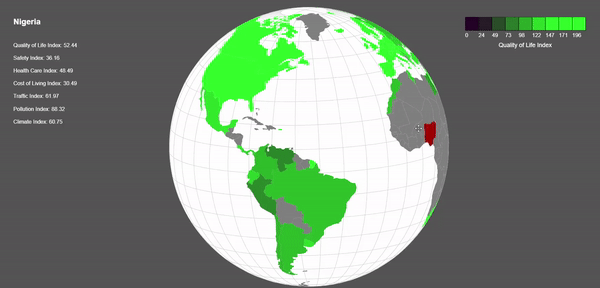 Nigeria
Quality of Life Index: 52.44
Safety Index: 36.16
Health Care Index: 48.49
Cost of Living Index: 30.49
Traffic Index: 61.97
Pollution Index: 88.32
Climate Index: 60.75
0 24 49 73 98 122 147 171 196
Quality of Life Index